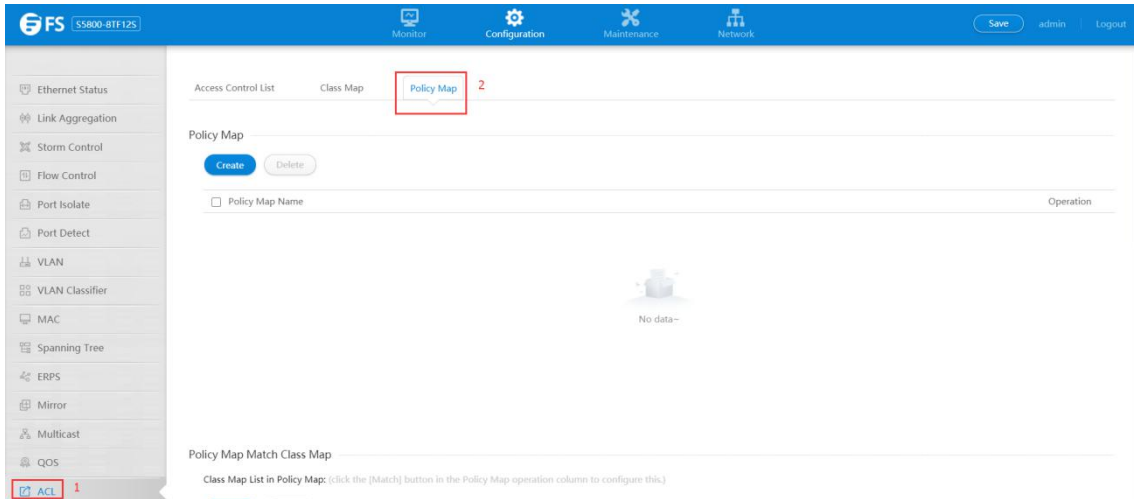 FS S5800-8TF12S
Monitor Configuration Maintenance Network
Save admin Logout
Ethernet Status
Link Aggregation
Storm Control
Flow Control
Port Isolate
Port Detect
VLAN
VLAN Classifier
MAC
Spanning Tree
ERPS
Mirror
Multicast
QOS
ACL 1
Access Control List Class Map Policy Map 2
Policy Map
Create Delete
Policy Map Name Operation
No data~
Policy Map Match Class Map
Class Map List in Policy Map: (click the [Match] button in the Policy Map operation column to configure this.)